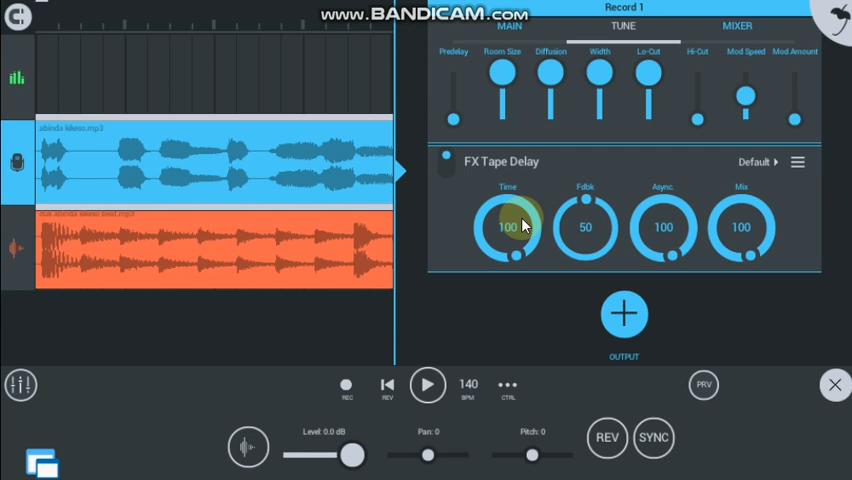 www.BANDICAM.com
Record 1
MAIN TUNE MIXER
Predelay Room Size Diffusion Width Lo-Cut Hi-Cut Mod Speed Mod Amount
abinda kikeso.mp3
FX Tape Delay Default
Time Fdbk Async. Mix
100 50 100 100
OUTPUT
140
REC REV BPM CTRL
PRV
Level: 0.0 dB Pan: 0 Pitch: 0
REV SYNC